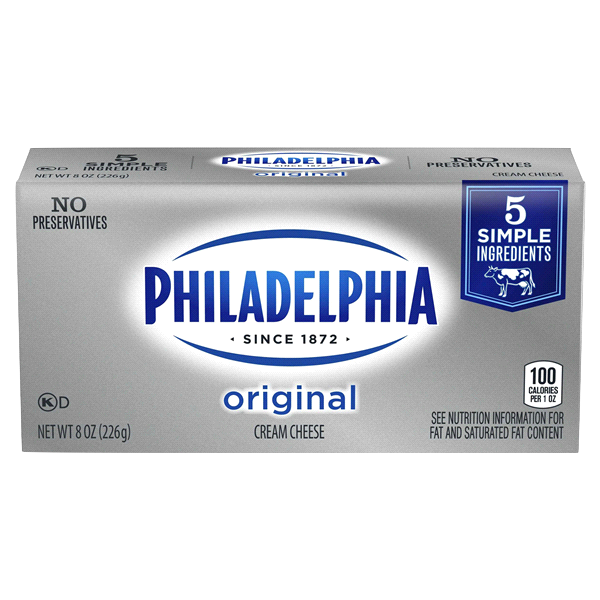 5
SIMPLE
INGREDIENTS
KD
NET WT 8 OZ (226g)
PHILADELPHIA
SINCE 1872
original
NO
PRESERVATIVES
CREAM CHEESE
NO
PRESERVATIVES
5
SIMPLE
INGREDIENTS
PHILADELPHIA
SINCE 1872
original
CREAM CHEESE
100
CALORIES
PER 1 OZ
KD
NET WT 8 OZ (226g)
SEE NUTRITION INFORMATION FOR
FAT AND SATURATED FAT CONTENT